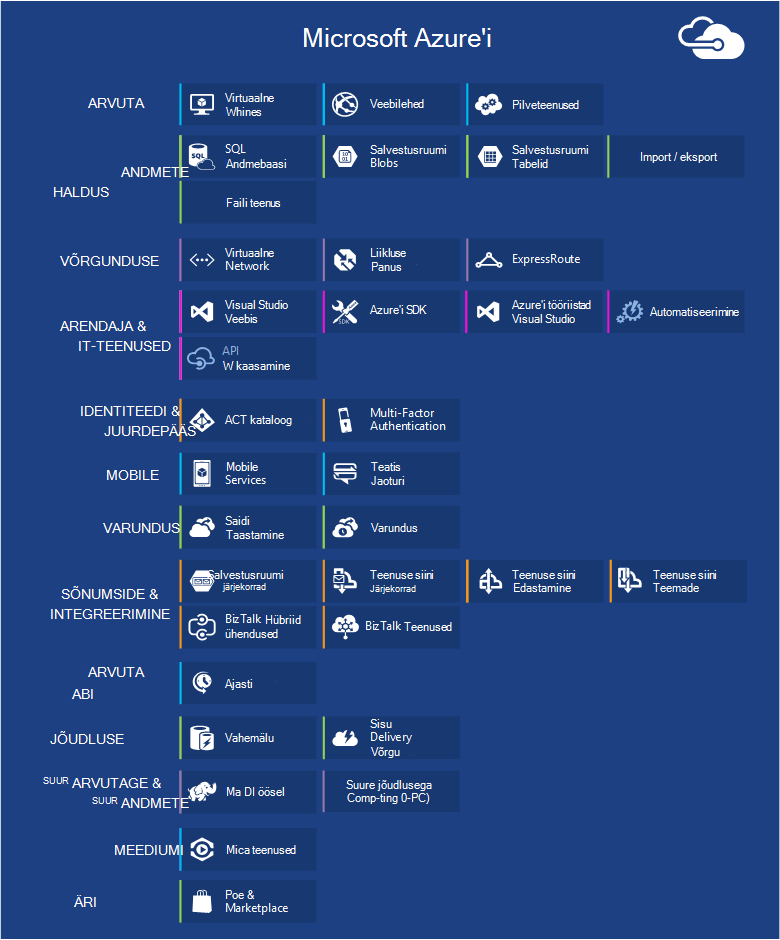 Microsoft Azure'i
ARVUTA
Virtuaalne
Whines
Veebilehed
Pilveteenused
ANDMETE
HALDUS
SQL
Andmebaasi
Salvestusruumi
Blobs
Salvestusruumi
Tabelid
Import / eksport
Faili teenus
VÕRGUNDUSE
Virtuaalne
Network
Liikluse
Panus
ExpressRoute
ARENDAJA &
IT-TEENUSED
Visual Studio
Veebis
SDK
Azure'i SDK
Azure'i tööriistad
Visual Studio
Automatiseerimine
API
W kaasamine
IDENTITEEDI &
JUURDEPÄÄS
ACT kataloog
Multi-Factor
Authentication
MOBILE
Mobile
Services
Teatis
Jaoturi
VARUNDUS
Saidi
Taastamine
Varundus
SÕNUMSIDE &
INTEGREERIMINE
Salvestusruumi
järjekorrad
Teenuse siini
Järjekorrad
Teenuse siini
Edastamine
Teenuse siini
Teemade
BizTalk Hübriid
ühendused
BizTalk Teenused
ARVUTA
ABI
Ajasti
JÕUDLUSE
Vahemälu
Sisu
Delivery
Võrgu
SUUR ARVUTAGE &
SUUR ANDMETE
Ma DI öösel
Suure jõudlusega
Comp-ting 0-PC)
MEEDIUMI
Mica teenused
ÄRI
Poe &
Marketplace